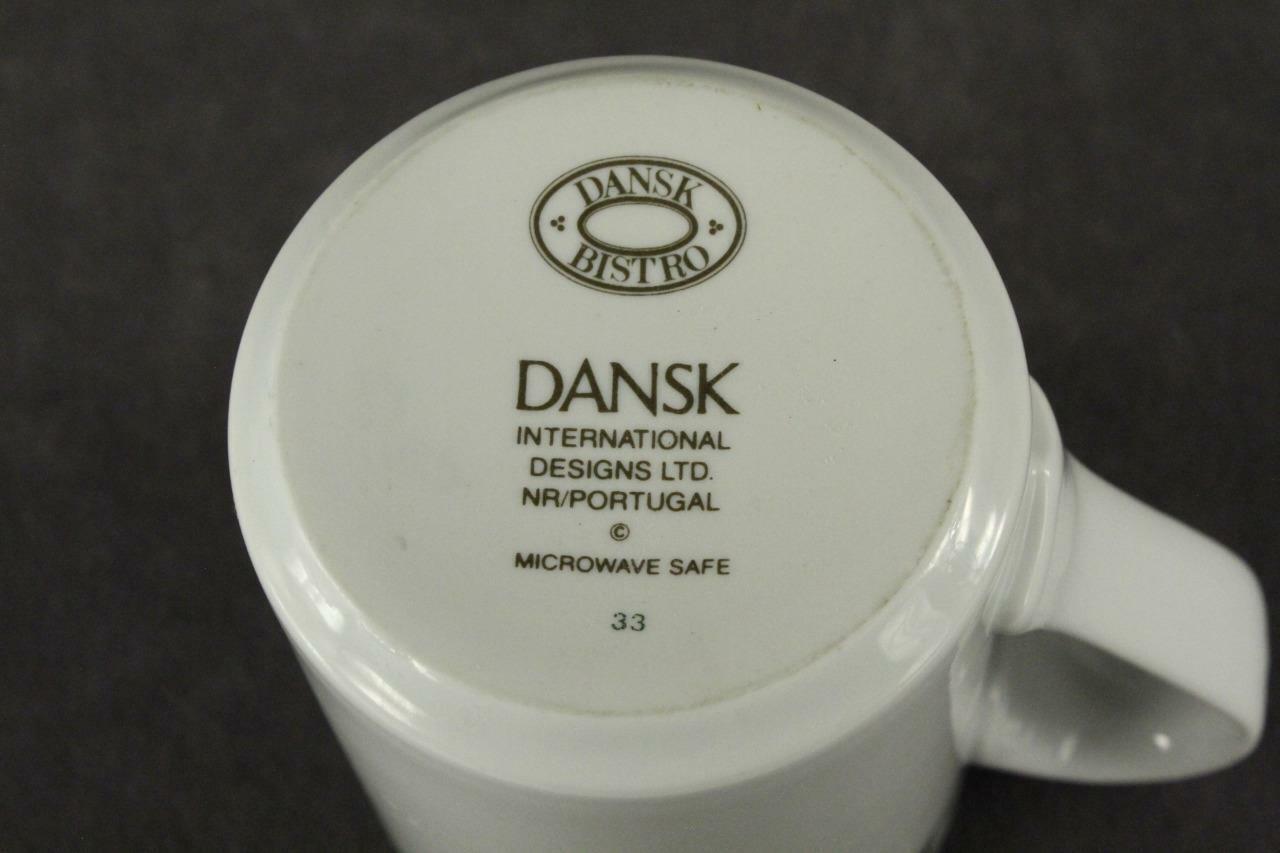 DANSK
BISTRO
DANSK
INTERNATIONAL
DESIGNS LTD.
NR/PORTUGAL
©
MICROWAVE SAFE
33